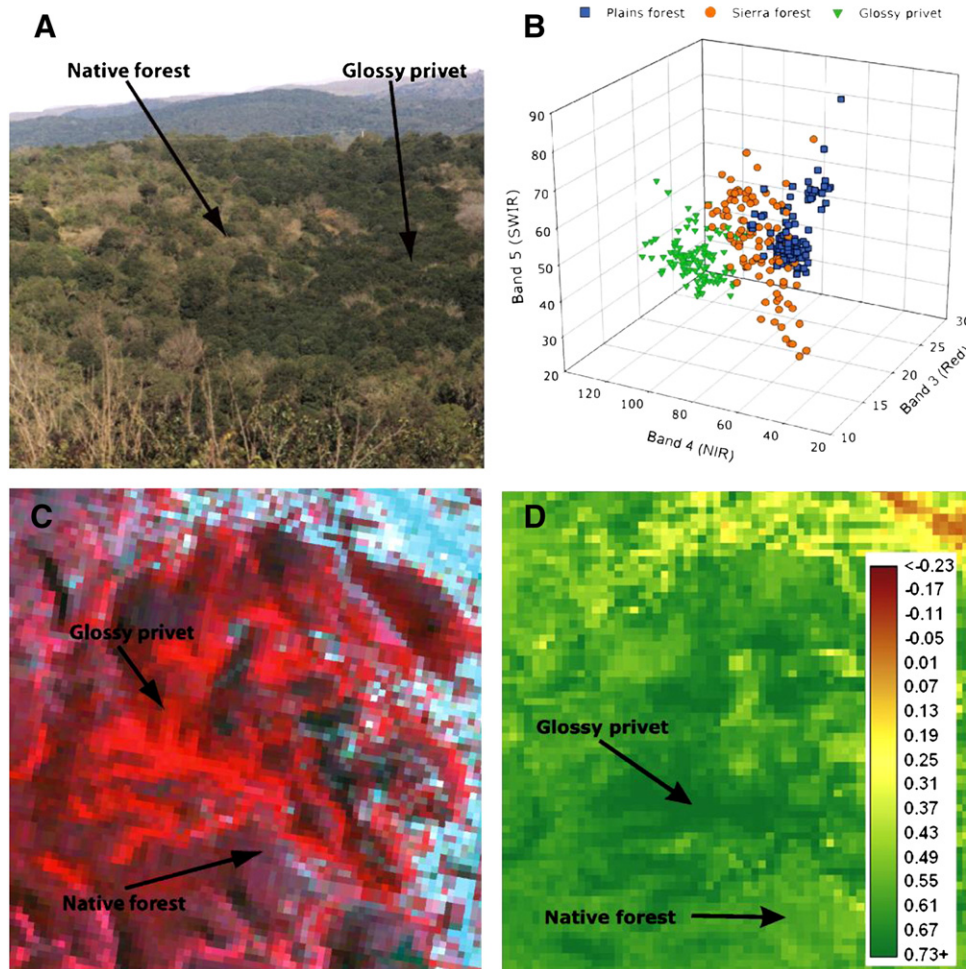 A
Native forest
Glossy privet
B
Plains forest Sierra forest Glossy privet
90
80
70
60
50
40
30
20
Band 5 (SWIR)
120
100
80
60
40
20
Band 4 (NIR)
10
15
20
25
30
Band 3 (Red)
C
Glossy privet
Native forest
D
Glossy privet
Native forest
<-0.23
-0.17
-0.11
-0.05
0.01
0.07
0.13
0.19
0.25
0.31
0.37
0.43
0.49
0.55
0.61
0.67
0.73+